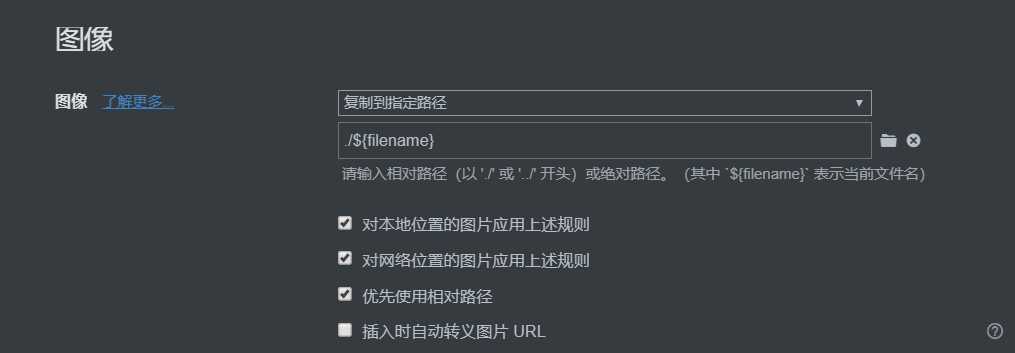 图像
图像 了解更多... 复制到指定路径
./${filename}
请输入相对路径（以 './' 或 '../' 开头）或绝对路径。（其中 `${filename}` 表示当前文件名）
对本地位置的图片应用上述规则
对网络位置的图片应用上述规则
优先使用相对路径
插入时自动转义图片 URL